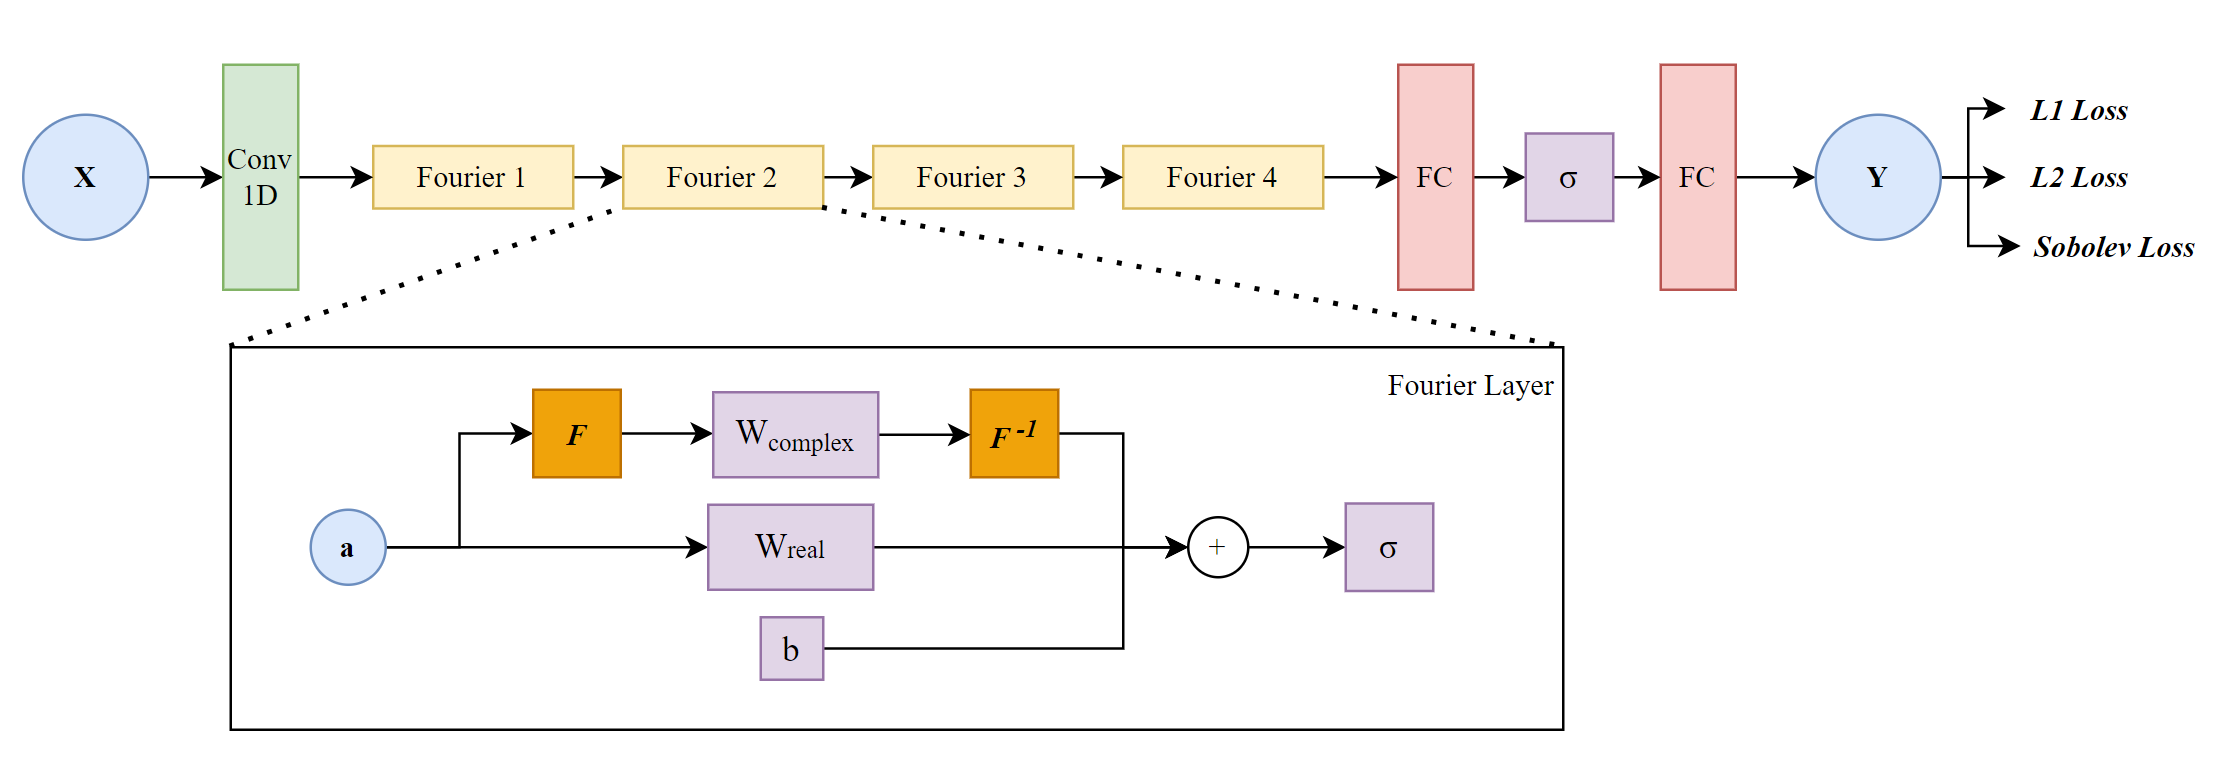 X
Conv
1D
Fourier 1
Fourier 2
Fourier 3
Fourier 4
FC
σ
FC
Y
L1 Loss
L2 Loss
Sobolev Loss
Fourier Layer
F
Wcomplex
F-1
a
Wreal
+
σ
b